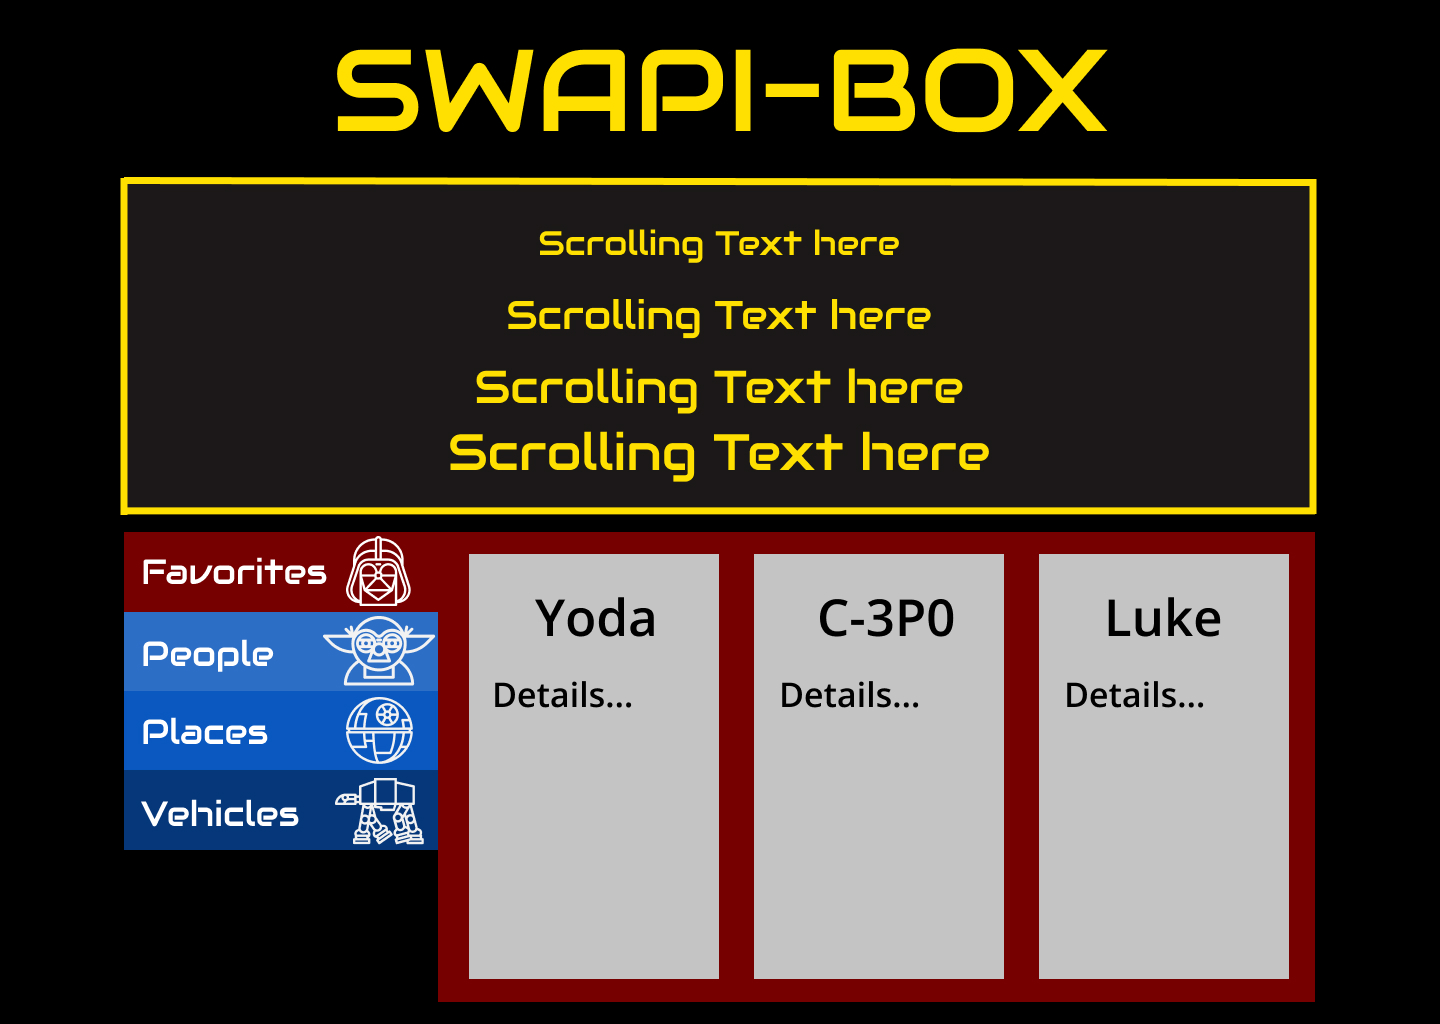 SWAPI-BOX
Scrolling Text here
Scrolling Text here
Scrolling Text here
Scrolling Text here
Favorites
People
Places
Vehicles
Yoda
Details...
C-3P0
Details...
Luke
Details...